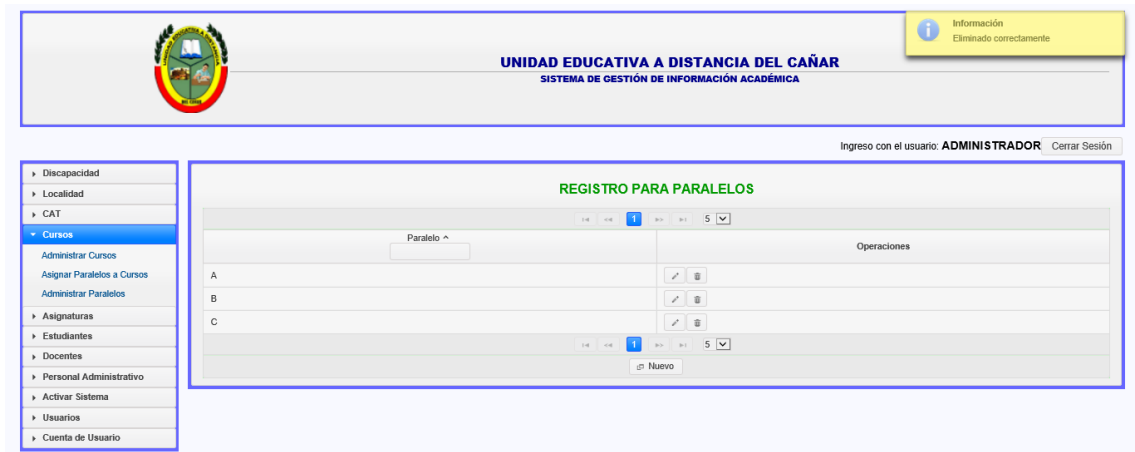 Información
Eliminado correctamente
UNIDAD EDUCATIVA A DISTANCIA DEL CAÑAR
SISTEMA DE GESTIÓN DE INFORMACIÓN ACADÉMICA
Ingreso con el usuario: ADMINISTRADOR Cerrar Sesión
Discapacidad
Localidad
CAT
Cursos
Administrar Cursos
Asignar Paralelos a Cursos
Administrar Paralelos
Asignaturas
Estudiantes
Docentes
Personal Administrativo
Activar Sistema
Usuarios
Cuenta de Usuario
REGISTRO PARA PARALELOS
1 5
Paralelo Operaciones
A
B
C
1 5
Nuevo